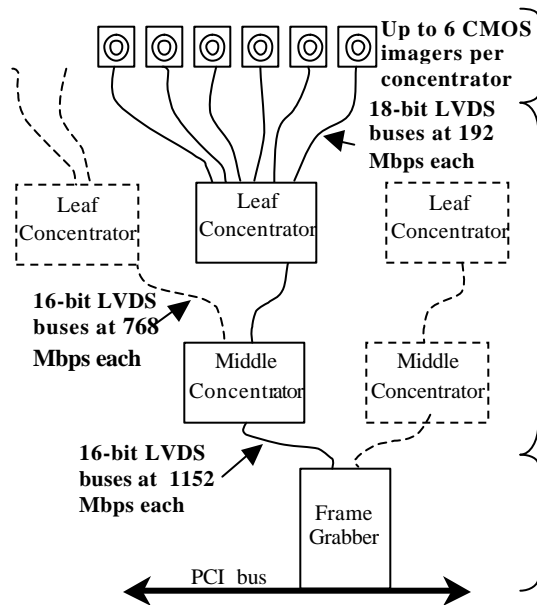 Up to 6 CMOS
imagers per
concentrator
18-bit LVDS
buses at 192
Mbps each
Leaf
Concentrator
Leaf
Concentrator
Leaf
Concentrator
16-bit LVDS
buses at 768
Mbps each
Middle
Concentrator
Middle
Concentrator
16-bit LVDS
buses at 1152
Mbps each
Frame
Grabber
PCI bus